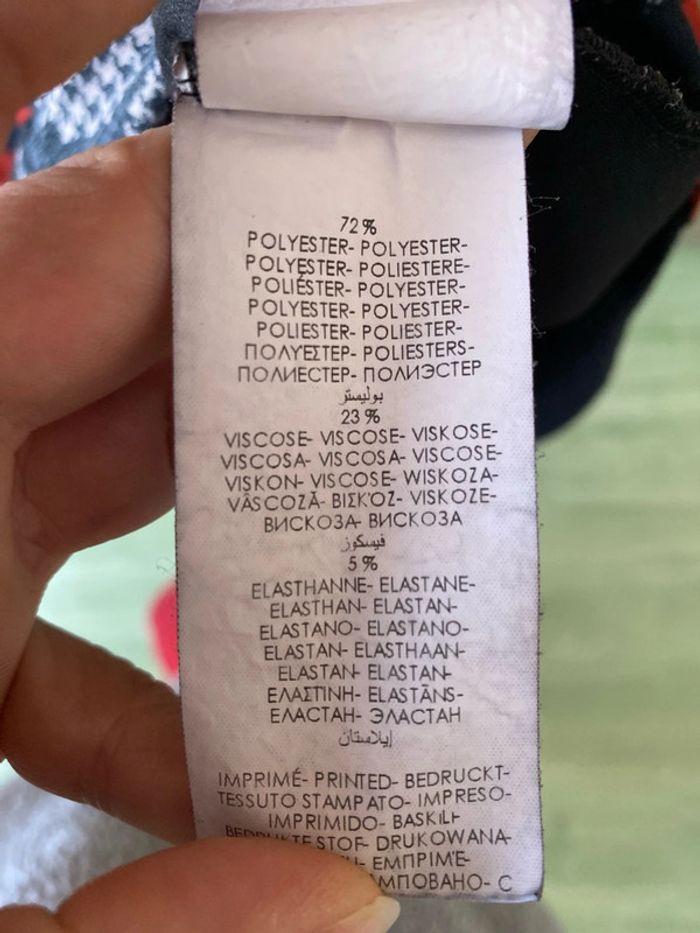 72%
POLYESTER- POLYESTER-
POLYESTER- POLIESTERE-
POLIÉSTER- POLYESTER-
POLYESTER- POLYESTER-
POLIESTER- POLIESTER-
ΠΟΛΥΈΣΤΕΡ- POLIESTERS-
ПОЛИЕСТЕР- ПОЛИЭСТЕР
بوليستر
23%
VISCOSE- VISCOSE- VISKOSE-
VISCOSA- VISCOSA- VISCOSE-
VISKON- VISCOSE- WISKOZA-
VÂSCOZĂ- ΒΙΣΚΌΖ- VISKOZE-
ВИСКОЗА- ВИСКОЗА
فيسكوز
5%
ELASTHANNE- ELASTANE-
ELASTHAN- ELASTAN-
ELASTANO- ELASTANO-
ELASTAN- ELASTHAAN-
ELASTAN- ELASTAN-
ΕΛΑΣΤΙΝΗ- ELASTĀNS-
ЕЛАСТАН- ЭЛАСТАН
إيلاستان
IMPRIMÉ- PRINTED- BEDRUCKT-
TESSUTO STAMPATO- IMPRESO-
IMPRIMIDO- BASKILI-
STOF- DRUKOWANA-
ΕΜΠΡΙΜΈ-
С